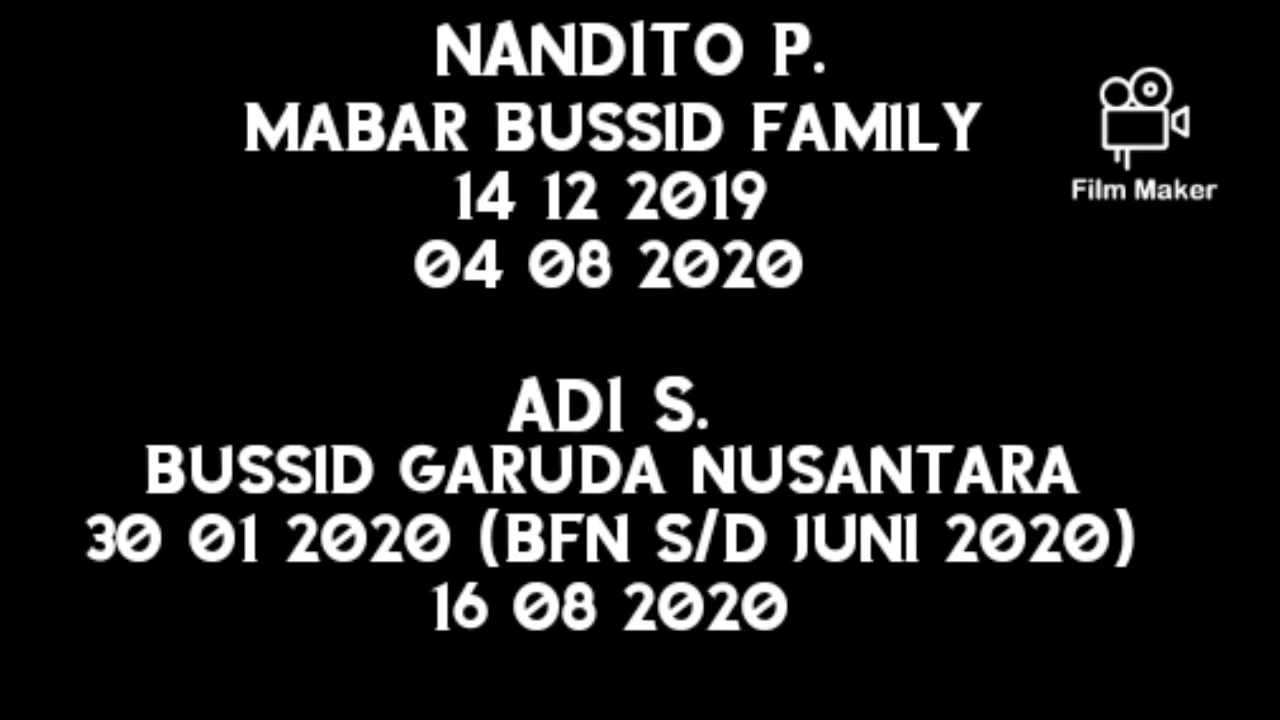 NANDITO P.
MABAR BUSSID FAMILY
14 12 2019
04 08 2020
Film Maker
ADI S.
BUSSID GARUDA NUSANTARA
30 01 2020 (BFN S/D JUNI 2020)
16 08 2020